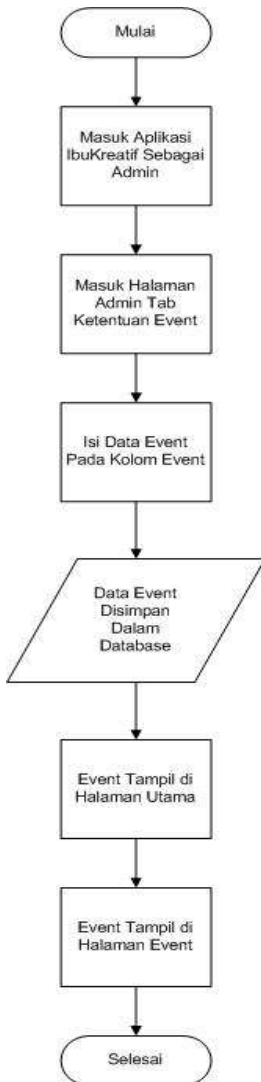 Mulai
Masuk Aplikasi
IbuKreatif Sebagai
Admin
Masuk Halaman
Admin Tab
Ketentuan Event
Isi Data Event
Pada Kolom Event
Data Event
Disimpan
Dalam
Database
Event Tampil di
Halaman Utama
Event Tampil di
Halaman Event
Selesai